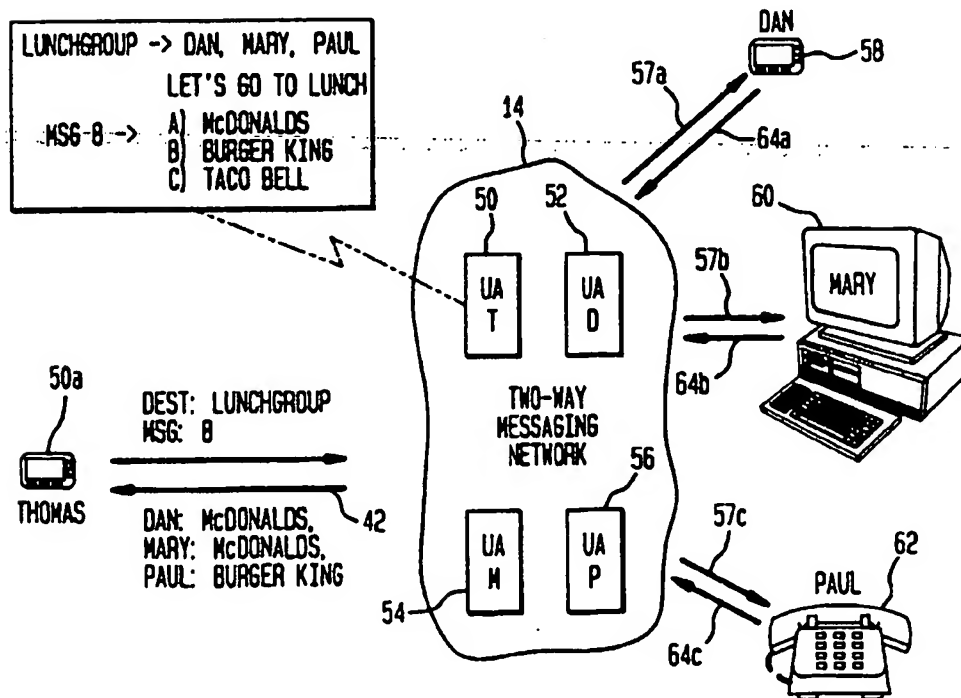 LUNCHGROUP -> DAN, MARY, PAUL
LET'S GO TO LUNCH
MSG 8 -> A) McDONALDS
B) BURGER KING
C) TACO BELL
DAN
58
57a
64a
14
50
52
UA
T
UA
D
60
57b
MARY
64b
50a
DEST: LUNCHGROUP
MSG: 8
THOMAS
42
DAN: McDONALDS,
MARY: McDONALDS,
PAUL: BURGER KING
TWO-WAY
MESSAGING
NETWORK
56
54
UA
M
UA
P
57c
62
PAUL
64c